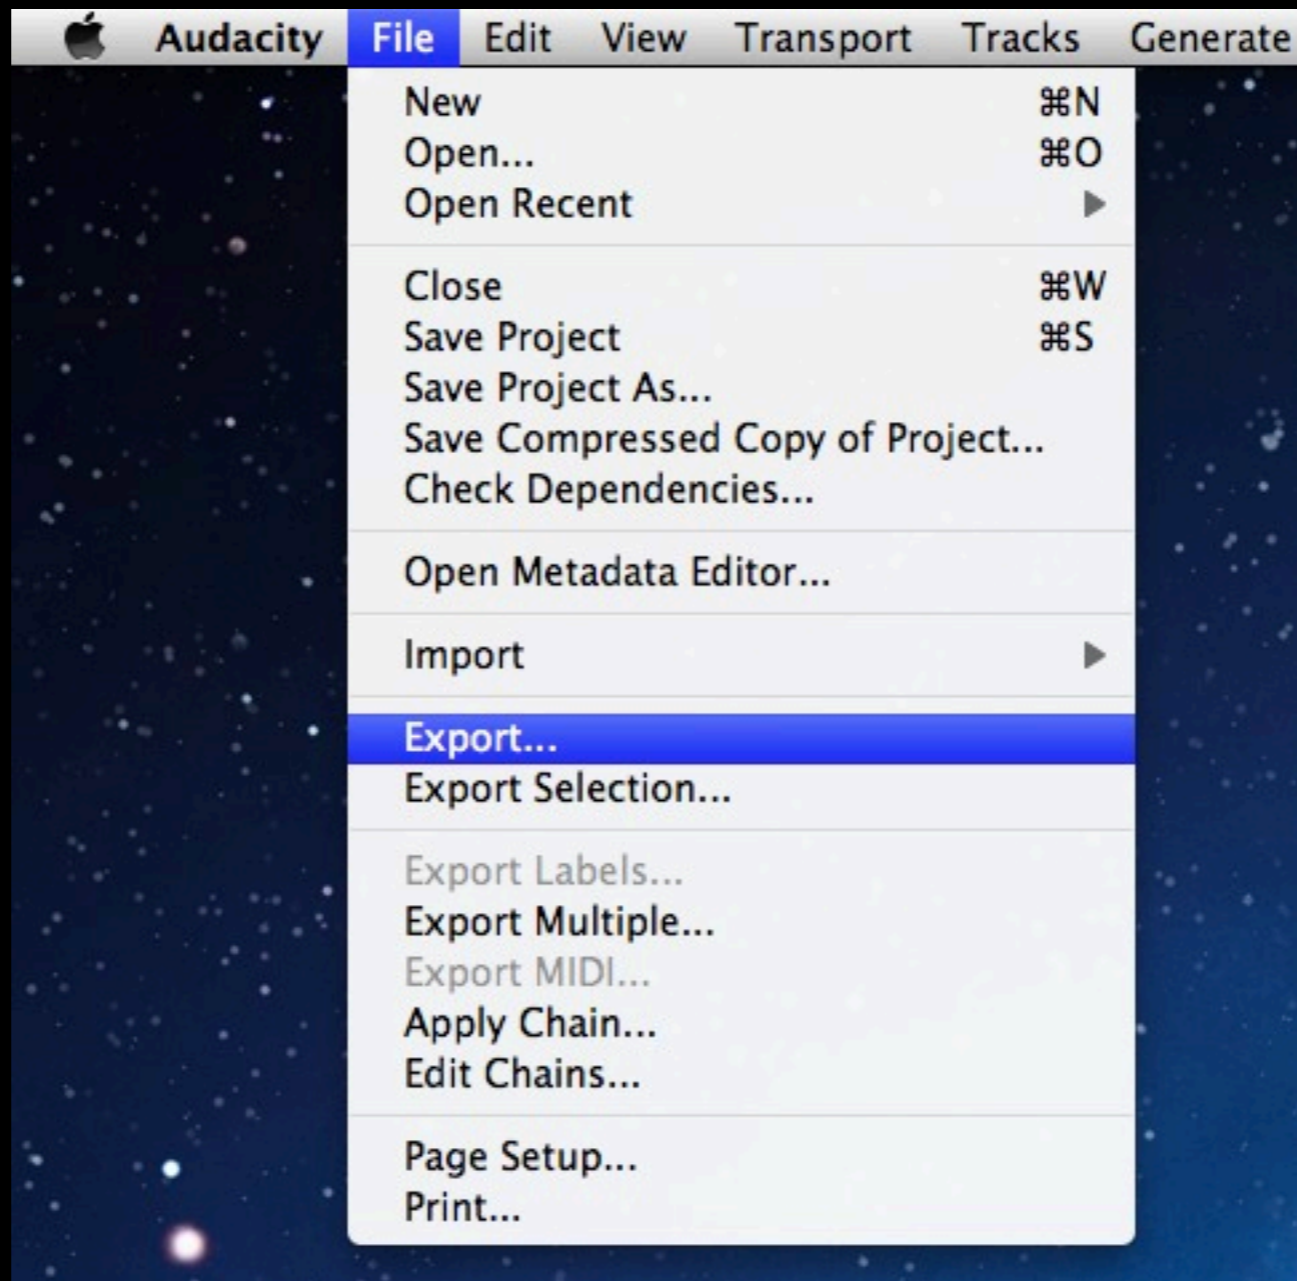 Audacity File Edit View Transport Tracks Generate
New ⌘N
Open... ⌘O
Open Recent
Close ⌘W
Save Project ⌘S
Save Project As...
Save Compressed Copy of Project...
Check Dependencies...
Open Metadata Editor...
Import
Export...
Export Selection...
Export Labels...
Export Multiple...
Export MIDI...
Apply Chain...
Edit Chains...
Page Setup...
Print...